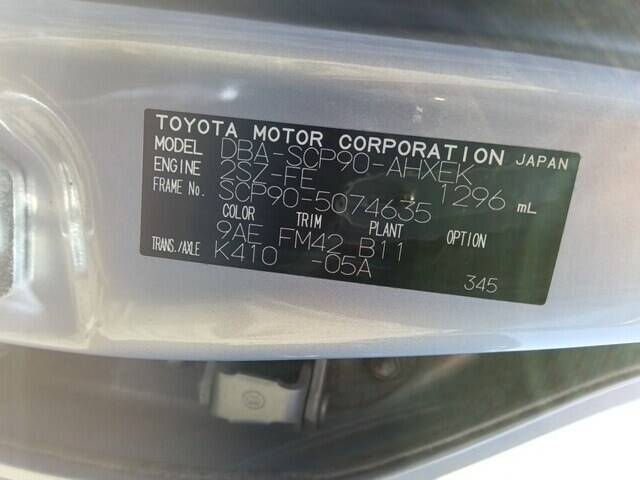 TOYOTA MOTOR CORPORATION JAPAN
MODEL DBA-SCP90-AHXEK
ENGINE 2SZ-FE 1296 mL
FRAME No. SCP90-5074635
COLOR TRIM PLANT OPTION
9AE FM42 B11
TRANS./AXLE K410 -05A
345